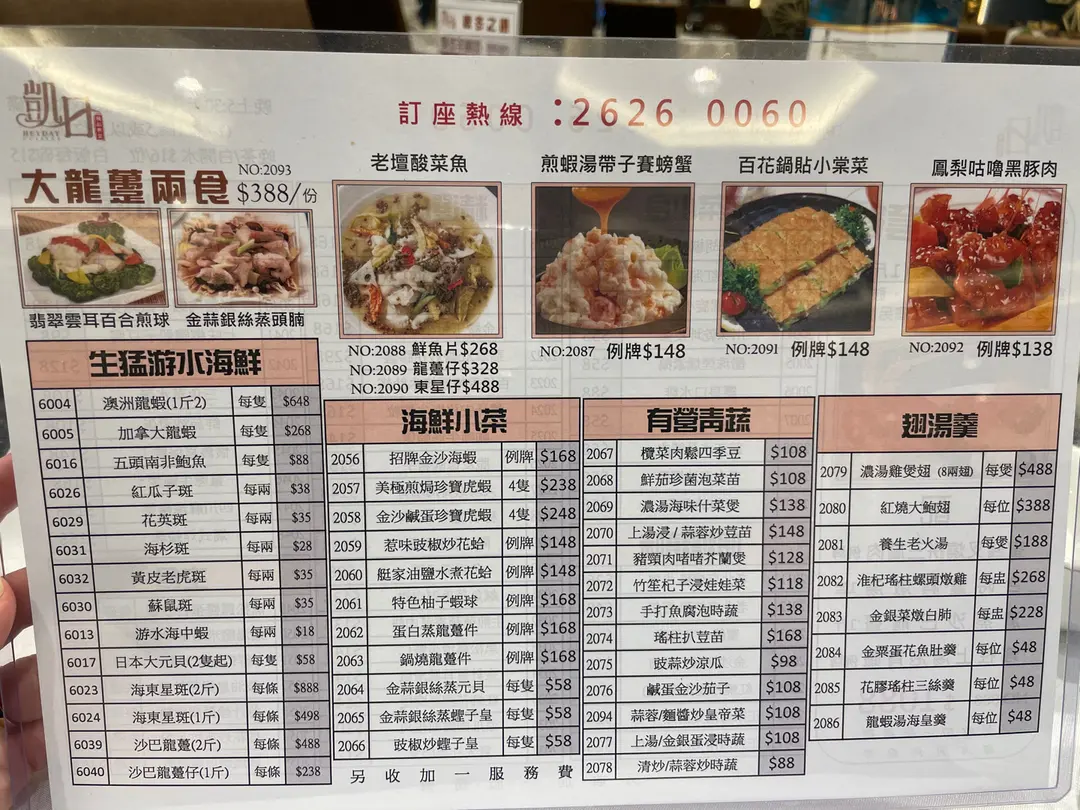 凱日
HEYDAY
訂座熱線：2626 0060
大龍躉兩食
NO:2093
$388/份
翡翠雲耳百合煎球
金蒜銀絲蒸頭腩
老壇酸菜魚
NO:2088 鮮魚片$268
NO:2089 龍躉仔$328
NO:2090 東星仔$488
煎蝦湯帶子賽螃蟹
NO:2087 例牌$148
百花鍋貼小棠菜
NO:2091 例牌$148
鳳梨咕嚕黑豚肉
NO:2092 例牌$138
生猛游水海鮮
6004 澳洲龍蝦(1斤2) 每隻 $648
6005 加拿大龍蝦 每隻 $268
6016 五頭南非鮑魚 每隻 $88
6026 紅瓜子斑 每兩 $38
6029 花英斑 每兩 $35
6031 海杉斑 每兩 $28
6032 黃皮老虎斑 每兩 $35
6030 蘇鼠斑 每兩 $35
6013 游水海中蝦 每兩 $18
6017 日本大元貝(2隻起) 每隻 $58
6023 海東星斑(2斤) 每條 $888
6024 海東星斑(1斤) 每條 $498
6039 沙巴龍躉(2斤) 每條 $488
6040 沙巴龍躉仔(1斤) 每條 $238
海鮮小菜
2056 招牌金沙海蝦 例牌 $168
2057 美極煎焗珍寶虎蝦 4隻 $238
2058 金沙鹹蛋珍寶虎蝦 4隻 $248
2059 惹味豉椒炒花蛤 例牌 $148
2060 艇家油鹽水煮花蛤 例牌 $148
2061 特色柚子蝦球 例牌 $168
2062 蛋白蒸龍躉件 例牌 $168
2063 鍋燒龍躉件 例牌 $168
2064 金蒜銀絲蒸元貝 每隻 $58
2065 金蒜銀絲蒸蟶子皇 每隻 $58
2066 豉椒炒蟶子皇 每隻 $58
另收加一服務費
有營青蔬
2067 欖菜肉鬆四季豆 $108
2068 鮮茄珍菌泡菜苗 $108
2069 濃湯海味什菜煲 $138
2070 上湯浸/蒜蓉炒荳苗 $148
2071 豬頸肉啫啫芥蘭煲 $128
2072 竹笙杞子浸娃娃菜 $118
2073 手打魚腐泡時蔬 $138
2074 瑤柱扒荳苗 $168
2075 豉蒜炒涼瓜 $98
2076 鹹蛋金沙茄子 $108
2094 蒜蓉/麵醬炒皇帝菜 $108
2077 上湯/金銀蛋浸時蔬 $108
2078 清炒/蒜蓉炒時蔬 $88
翅湯羹
2079 濃湯雞煲翅 (8兩翅) 每煲 $488
2080 紅燒大鮑翅 每位 $388
2081 養生老火湯 每煲 $188
2082 淮杞瑤柱螺頭燉雞 每盅 $268
2083 金銀菜燉白肺 每盅 $228
2084 金粟蛋花魚肚羹 每位 $48
2085 花膠瑤柱三絲羹 每位 $48
2086 龍蝦湯海皇羹 每位 $48